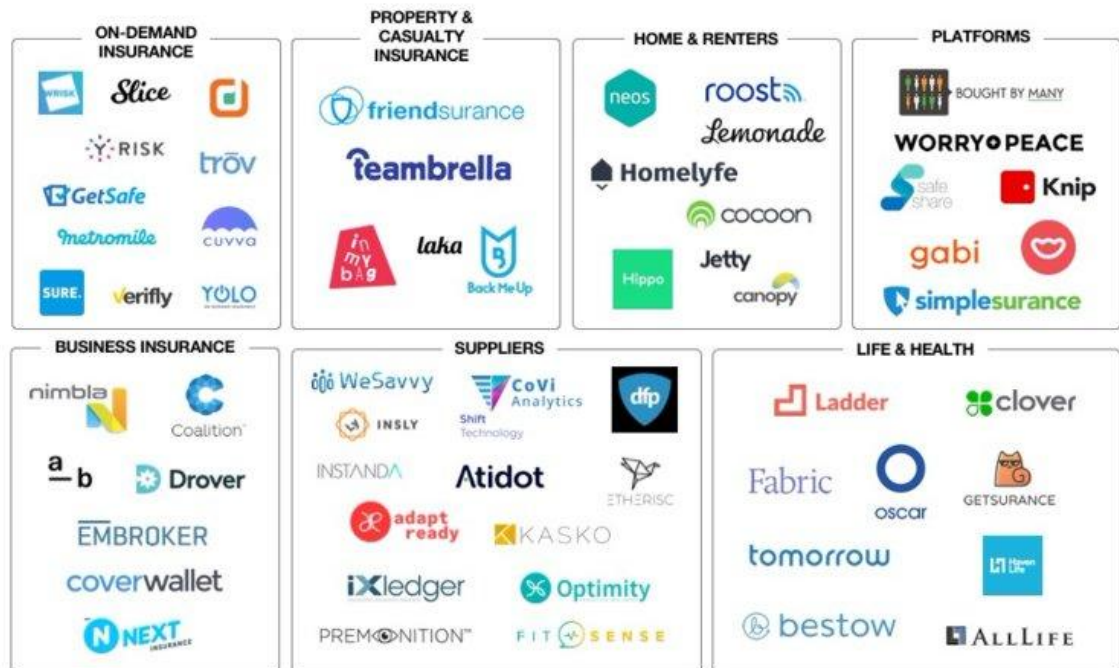 ON-DEMAND
INSURANCE
WRISK
Slice
RISK
trōv
GetSafe
metromile
cuvva
SURE.
verifly
YOLO
PROPERTY &
CASUALTY
INSURANCE
friendsurance
teambrella
in
my
bAg
laka
Back Me Up
HOME & RENTERS
neos
roost
Lemonade
Homelyfe
cocoon
Hippo
Jetty
canopy
PLATFORMS
BOUGHT BY MANY
WORRY+PEACE
safe
share
Knip
gabi
simplesurance
BUSINESS INSURANCE
nimbla
Coalition
a
b
Drover
EMBROKER
coverwallet
N NEXT
INSURANCE
SUPPLIERS
WeSavvy
CoVi
Analytics
dfp
INSLY
Shift
Technology
INSTANDA
Atidot
ETHERISC
adapt
ready
KASKO
iXledger
Optimity
PREMONITION™
FITSENSE
LIFE & HEALTH
Ladder
clover
Fabric
oscar
GETSURANCE
tomorrow
Haven
Life
b bestow
ALLLIFE